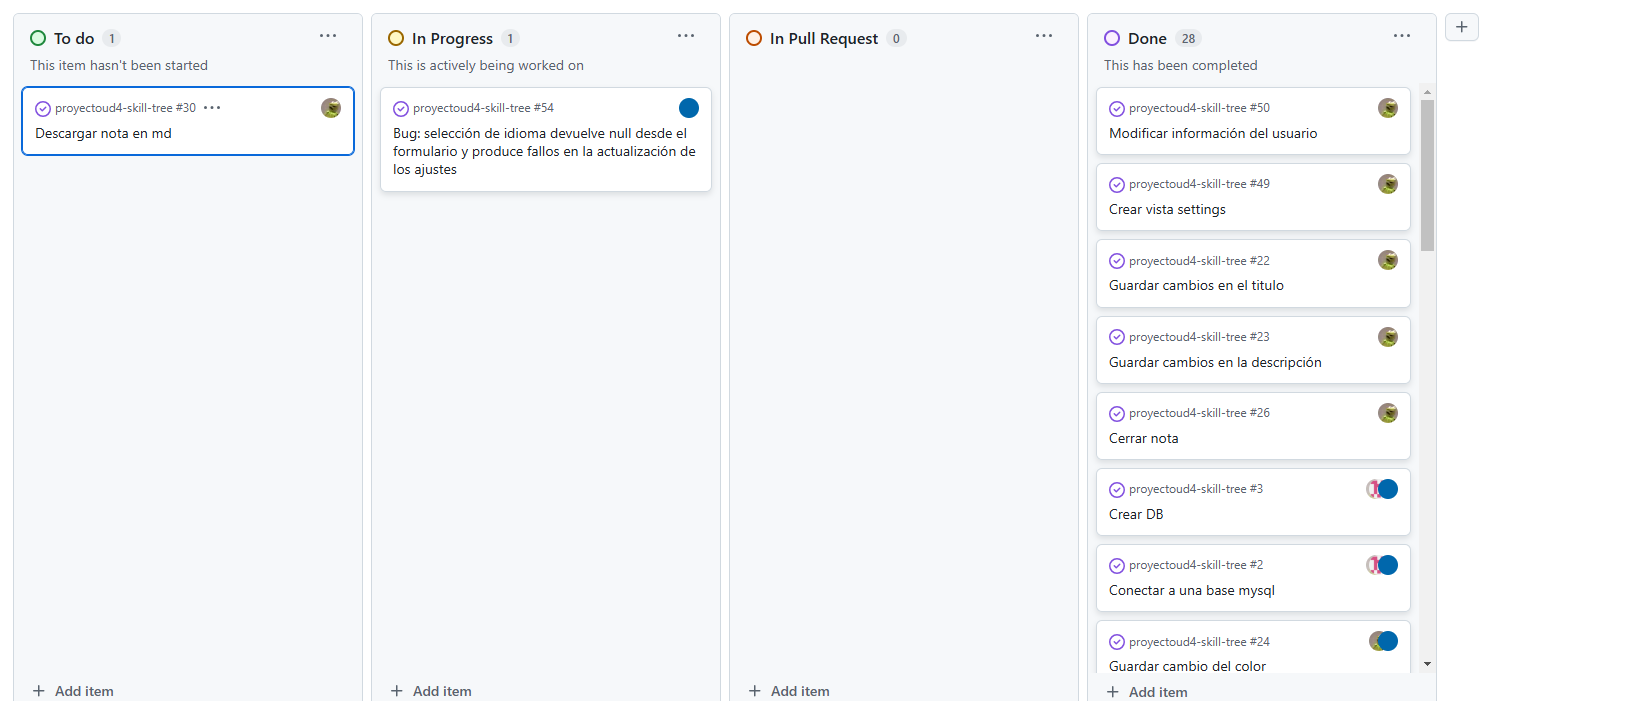 To do 1
This item hasn't been started
proyectoud4-skill-tree #30
Descargar nota en md
Add item
In Progress 1
This is actively being worked on
proyectoud4-skill-tree #54
Bug: selección de idioma devuelve null desde el
formulario y produce fallos en la actualización de
los ajustes
Add item
In Pull Request 0
Add item
Done 28
This has been completed
proyectoud4-skill-tree #50
Modificar información del usuario
proyectoud4-skill-tree #49
Crear vista settings
proyectoud4-skill-tree #22
Guardar cambios en el titulo
proyectoud4-skill-tree #23
Guardar cambios en la descripción
proyectoud4-skill-tree #26
Cerrar nota
proyectoud4-skill-tree #3
Crear DB
proyectoud4-skill-tree #2
Conectar a una base mysql
proyectoud4-skill-tree #24
Guardar cambio del color
Add item